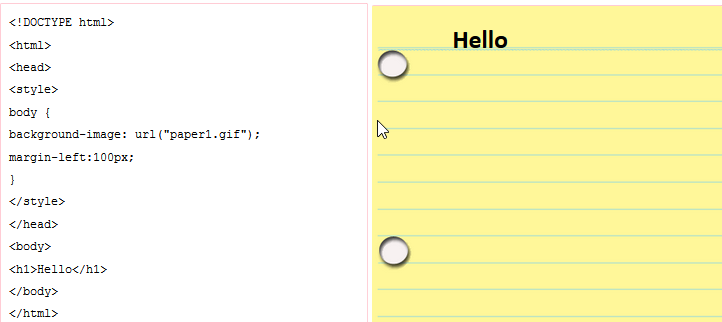 <!DOCTYPE html>
<html>
<head>
<style>
body {
background-image: url("paper1.gif");
margin-left:100px;
}
</style>
</head>
<body>
<h1>Hello</h1>
</body>
</html>
Hello